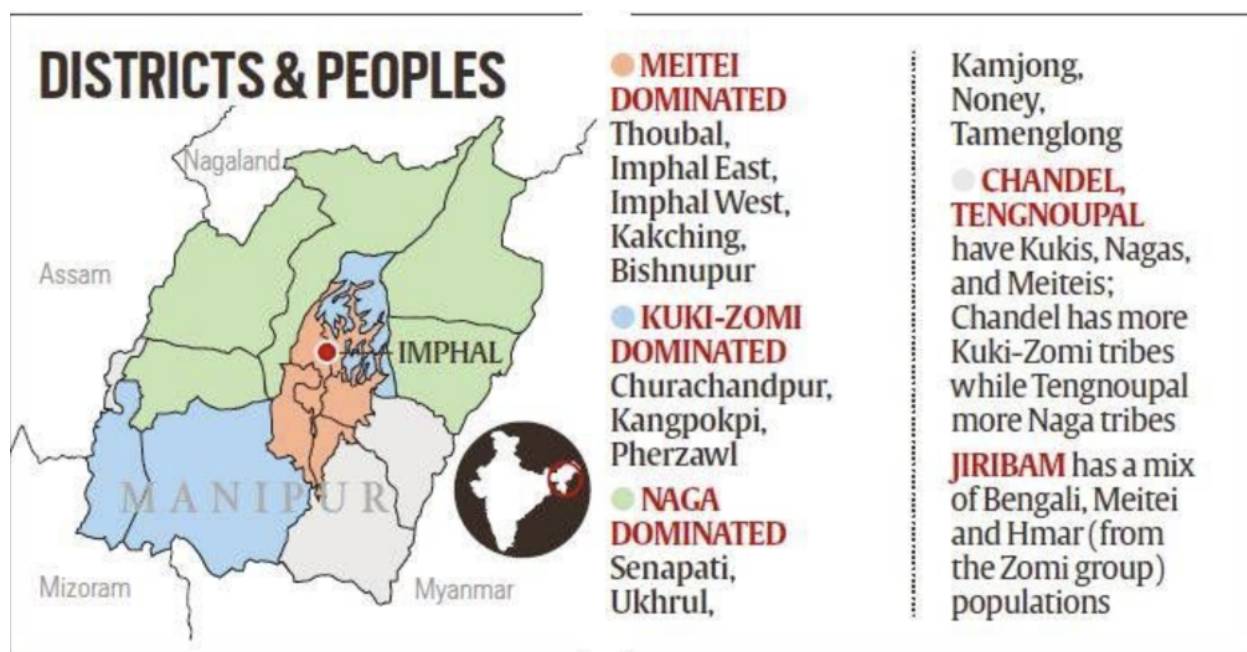 DISTRICTS & PEOPLES
Nagaland
Assam
IMPHAL
MANIPUR
Mizoram
Myanmar
MEITEI
DOMINATED
Thoubal,
Imphal East,
Imphal West,
Kakching,
Bishnupur
KUKI-ZOMI
DOMINATED
Churachandpur,
Kangpokpi,
Pherzawl
NAGA
DOMINATED
Senapati,
Ukhrul,
Kamjong,
Noney,
Tamenglong
CHANDEL,
TENGNOUPAL
have Kukis, Nagas,
and Meiteis;
Chandel has more
Kuki-Zomi tribes
while Tengnoupal
more Naga tribes
JIRIBAM has a mix
of Bengali, Meitei
and Hmar (from
the Zomi group)
populations